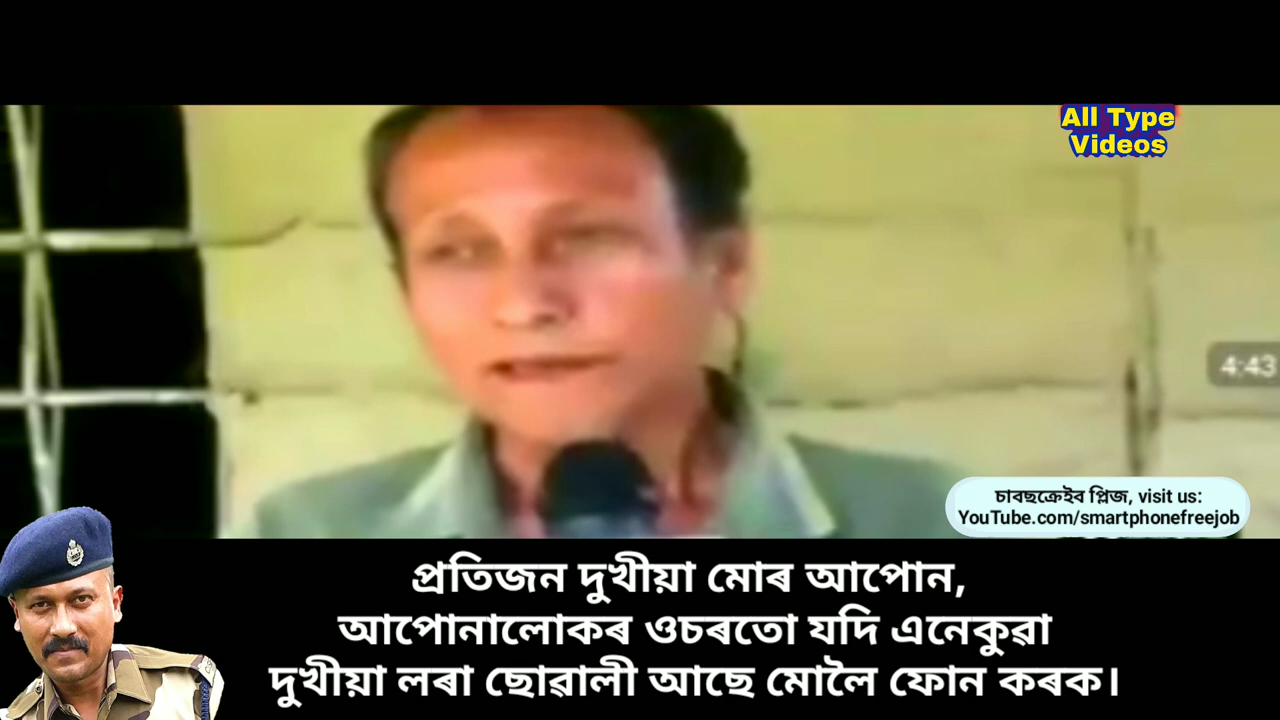 All Type
Videos
4:43
চাবছক্ৰেইব প্লিজ, visit us:
YouTube.com/smartphonefreejob
প্ৰতিজন দুখীয়া মোৰ আপোন,
আপোনালোকৰ ওচৰতো যদি এনেকুৱা
দুখীয়া লৰা ছোৱালী আছে মোলৈ ফোন কৰক।